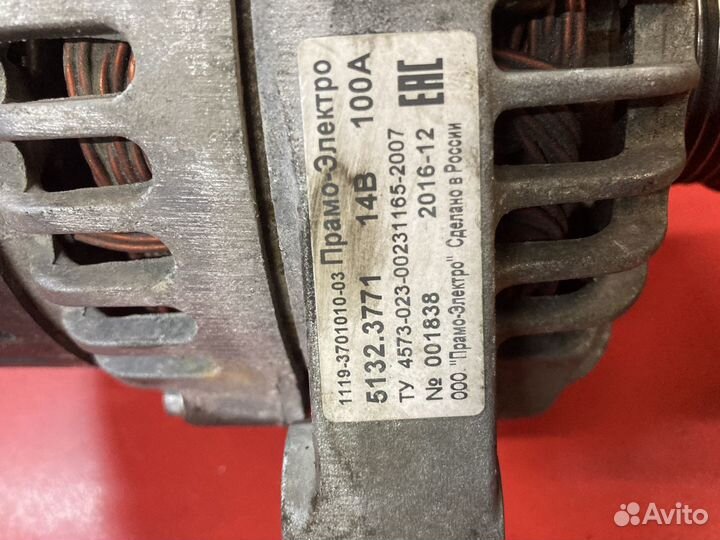 1119-3701010-03 Прамо-Электро
5132.3771 14В 100А
ТУ 4573-023-00231165-2007
№ 001838 2016-12
ООО. "Прамо-Электро" Сделано в России
EAC
Avito